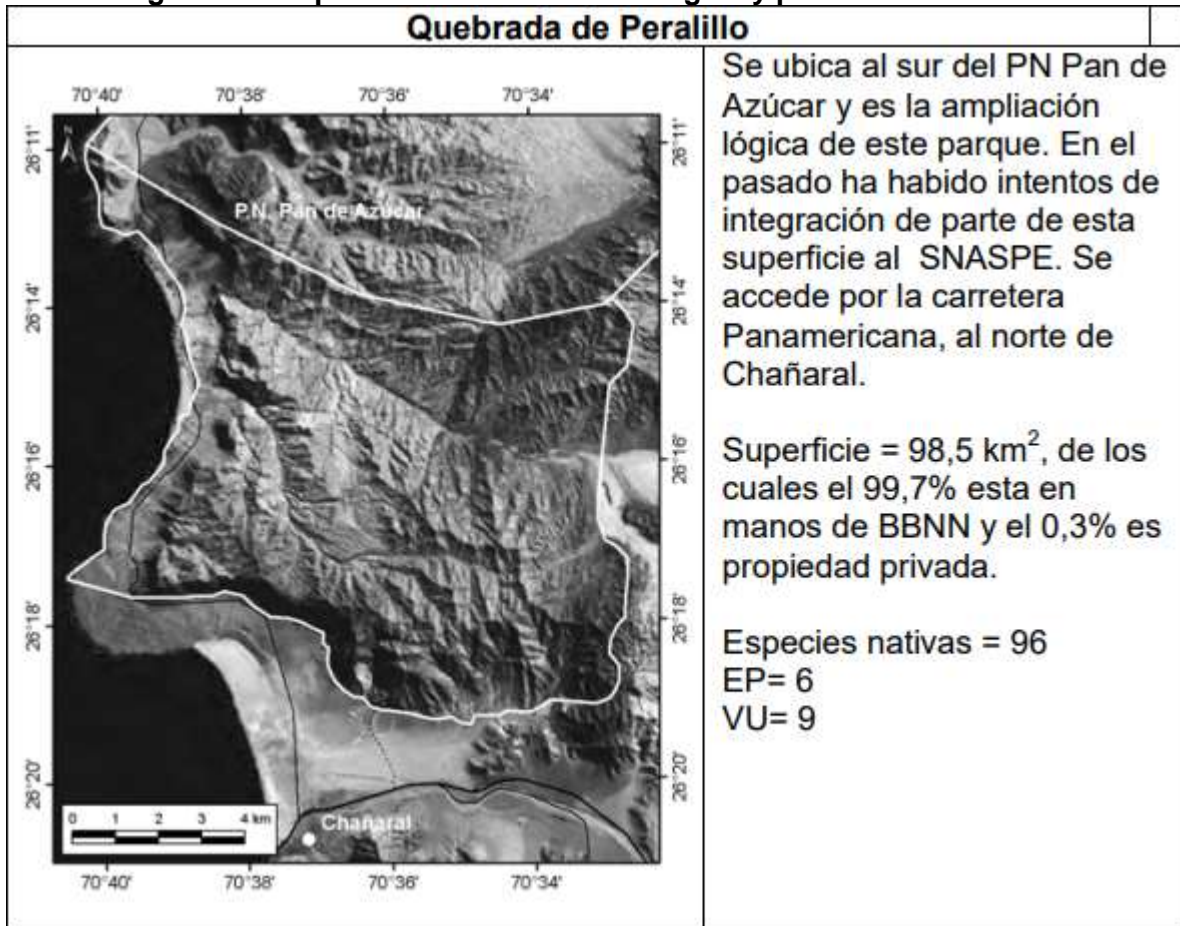 Quebrada de Peralillo
70°40' 70°38' 70°36' 70°34'
26°11' 26°11'
N
P.N. Pan de Azúcar
26°14' 26°14'
26°16' 26°16'
26°18' 26°18'
26°20' 26°20'
0 1 2 3 4 km
Chañaral
70°40' 70°38' 70°36' 70°34'
Se ubica al sur del PN Pan de
Azúcar y es la ampliación
lógica de este parque. En el
pasado ha habido intentos de
integración de parte de esta
superficie al SNASPE. Se
accede por la carretera
Panamericana, al norte de
Chañaral.
Superficie = 98,5 km², de los
cuales el 99,7% esta en
manos de BBNN y el 0,3% es
propiedad privada.
Especies nativas = 96
EP= 6
VU= 9